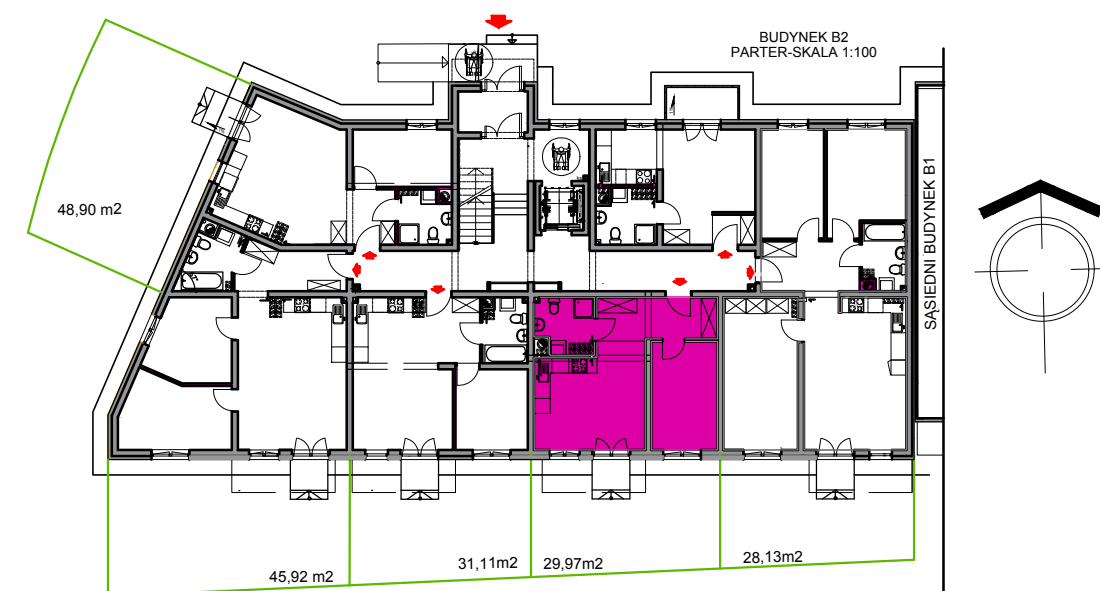 BUDYNEK B2
PARTER-SKALA 1:100
48,90 m2
SĄSIEDNI BUDYNEK B1
45,92 m2
31,11m2
29,97m2
28,13m2